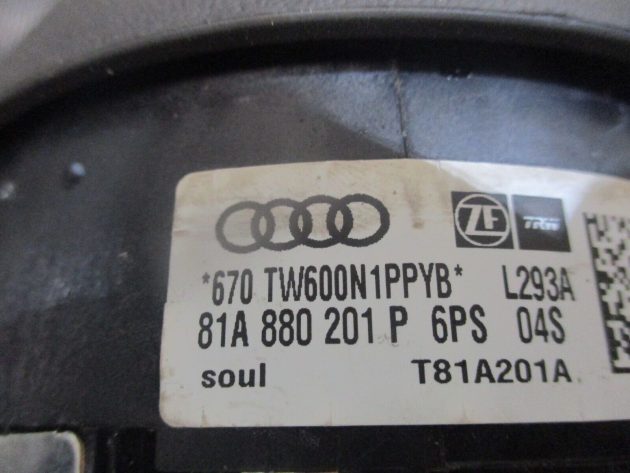 ZF TRW
*670 TW600N1PPYB* L293A
81A 880 201 P 6PS 04S
soul T81A201A